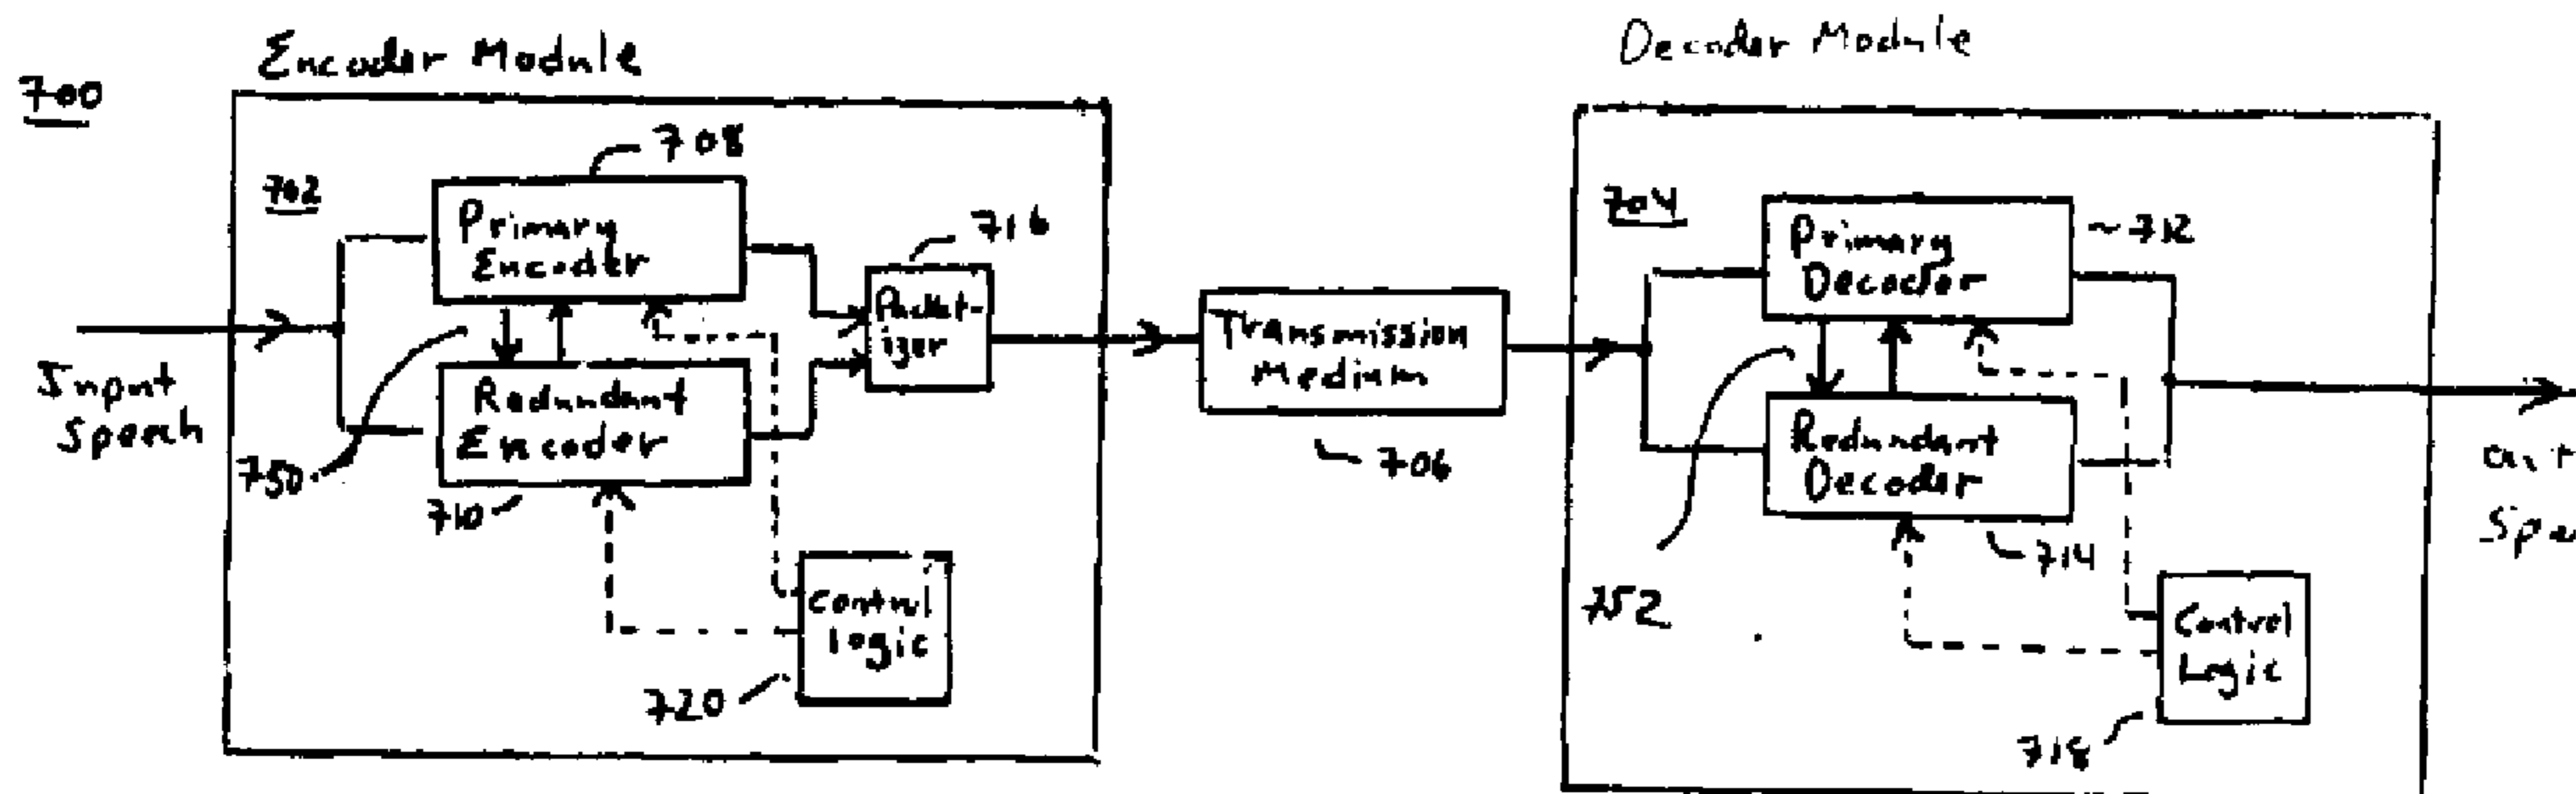 700
Encoder Module
702
708
Primary
Encoder
716
Packet-
izer
Input
Speech
750
Redundant
Encoder
710
Control
logic
720
Transmission
Medium
706
Decoder Module
704
Primary
Decoder
712
752
Redundant
Decoder
714
Control
Logic
718